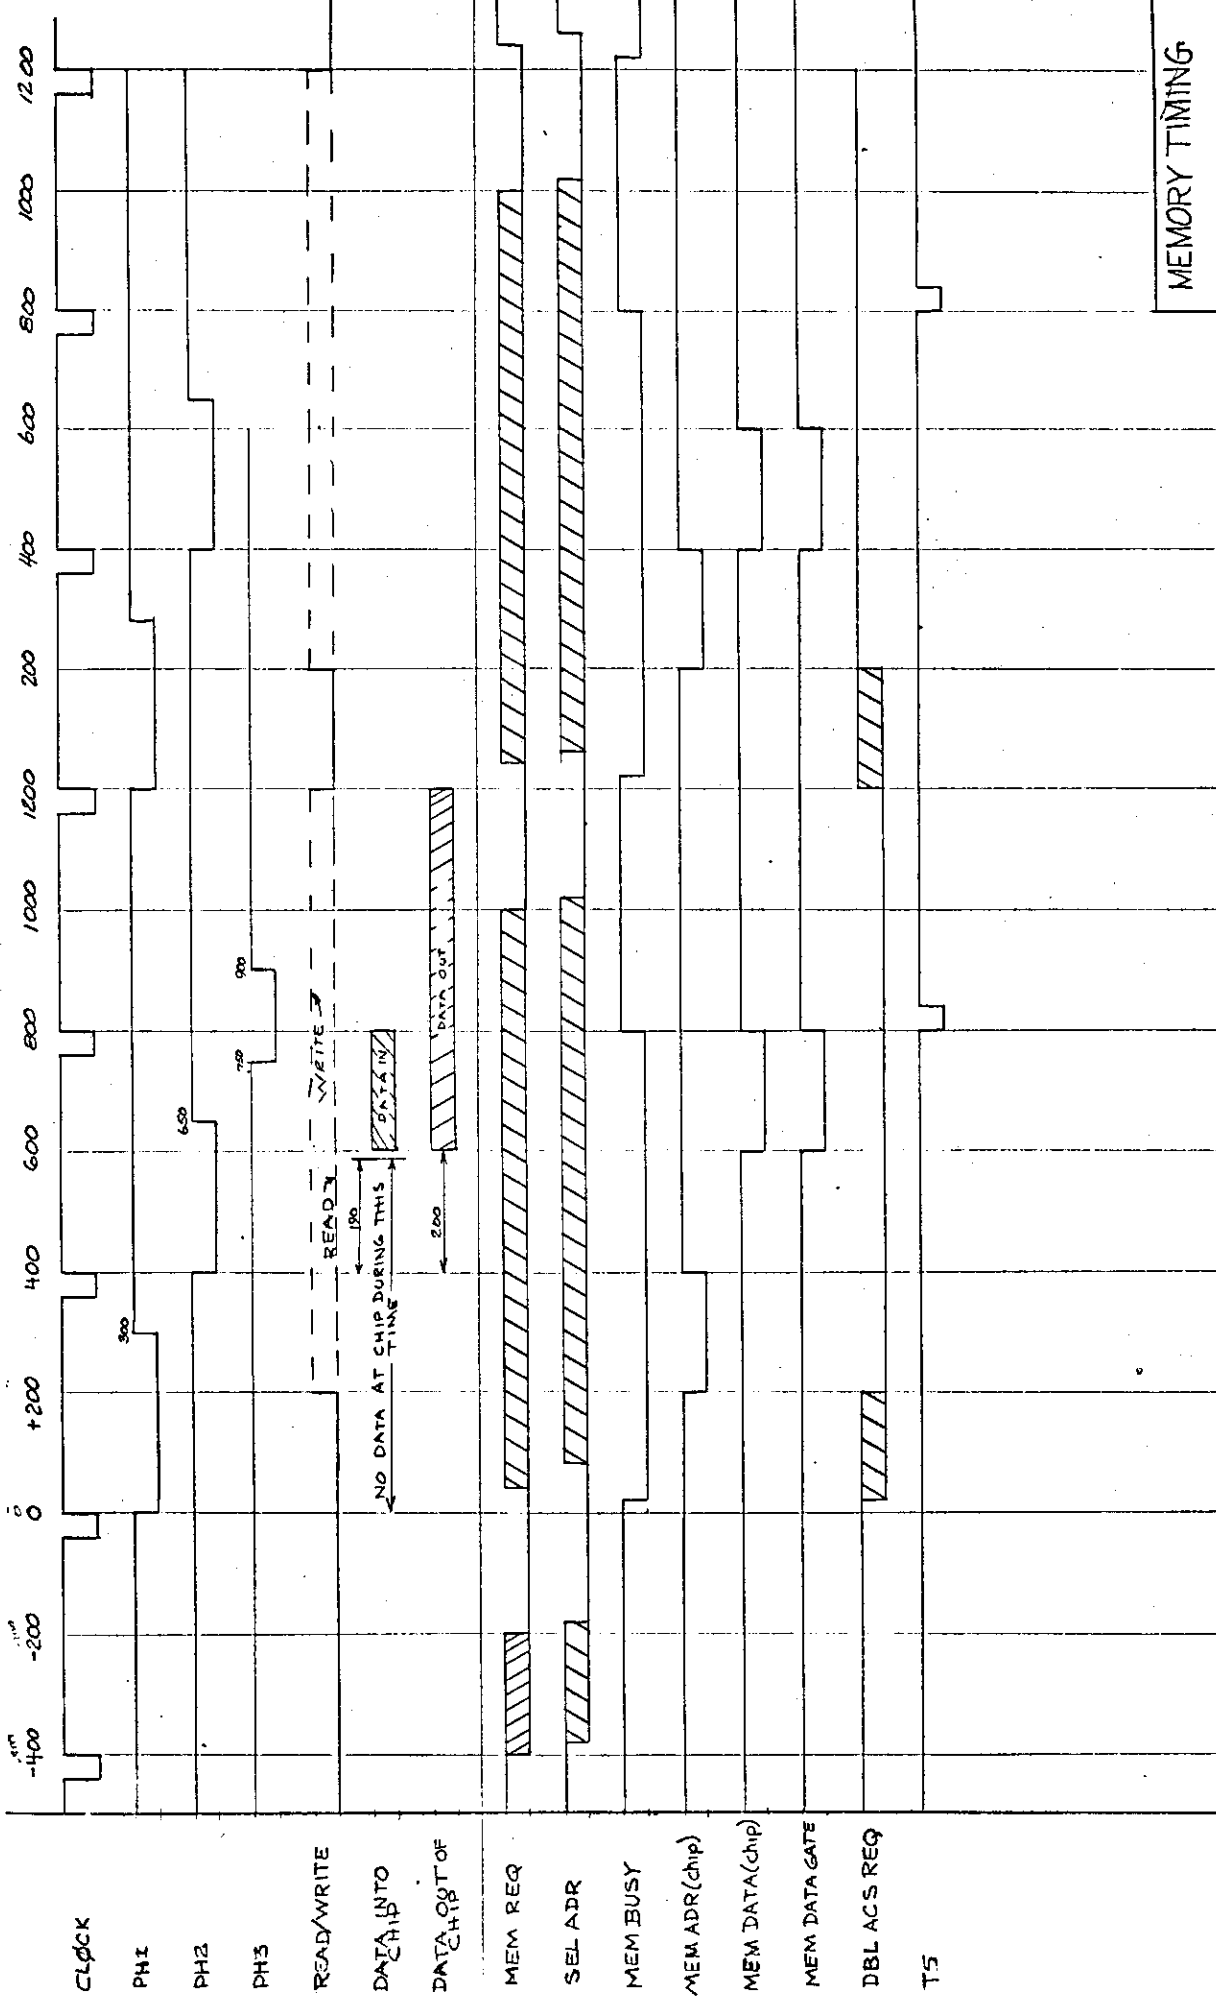 -400 -200 0 +200 400 600 800 1000 1200 200 400 600 800 1000 1200
CLØCK
PH1
300
PH2
650
PH3
750 900
READ/WRITE
READ WRITE
DATA INTO
CHIP
190
NO DATA AT CHIP DURING THIS
TIME
DATA IN
DATA OUT OF
CHIP
200
DATA OUT
MEM REQ
SEL ADR
MEM BUSY
MEM ADR(chip)
MEM DATA(chip)
MEM DATA GATE
DBL ACS REQ
T5
MEMORY TIMING